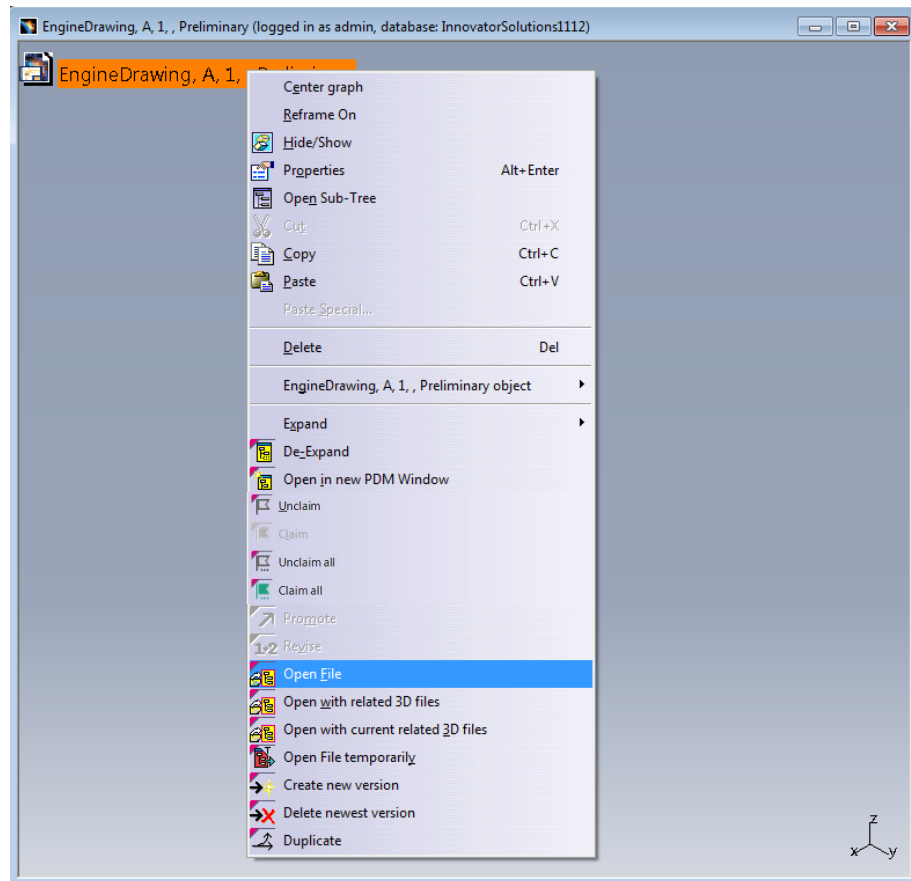 EngineDrawing, A, 1, , Preliminary (logged in as admin, database: InnovatorSolutions1112)
EngineDrawing, A, 1,
Center graph
Reframe On
Hide/Show
Properties Alt+Enter
Open Sub-Tree
Cut Ctrl+X
Copy Ctrl+C
Paste Ctrl+V
Paste Special...
Delete Del
EngineDrawing, A, 1, , Preliminary object
Expand
De-Expand
Open in new PDM Window
Unclaim
Claim
Unclaim all
Claim all
Promote
1›2 Revise
Open File
Open with related 3D files
Open with current related 3D files
Open File temporarily
Create new version
Delete newest version
Duplicate
z
x y